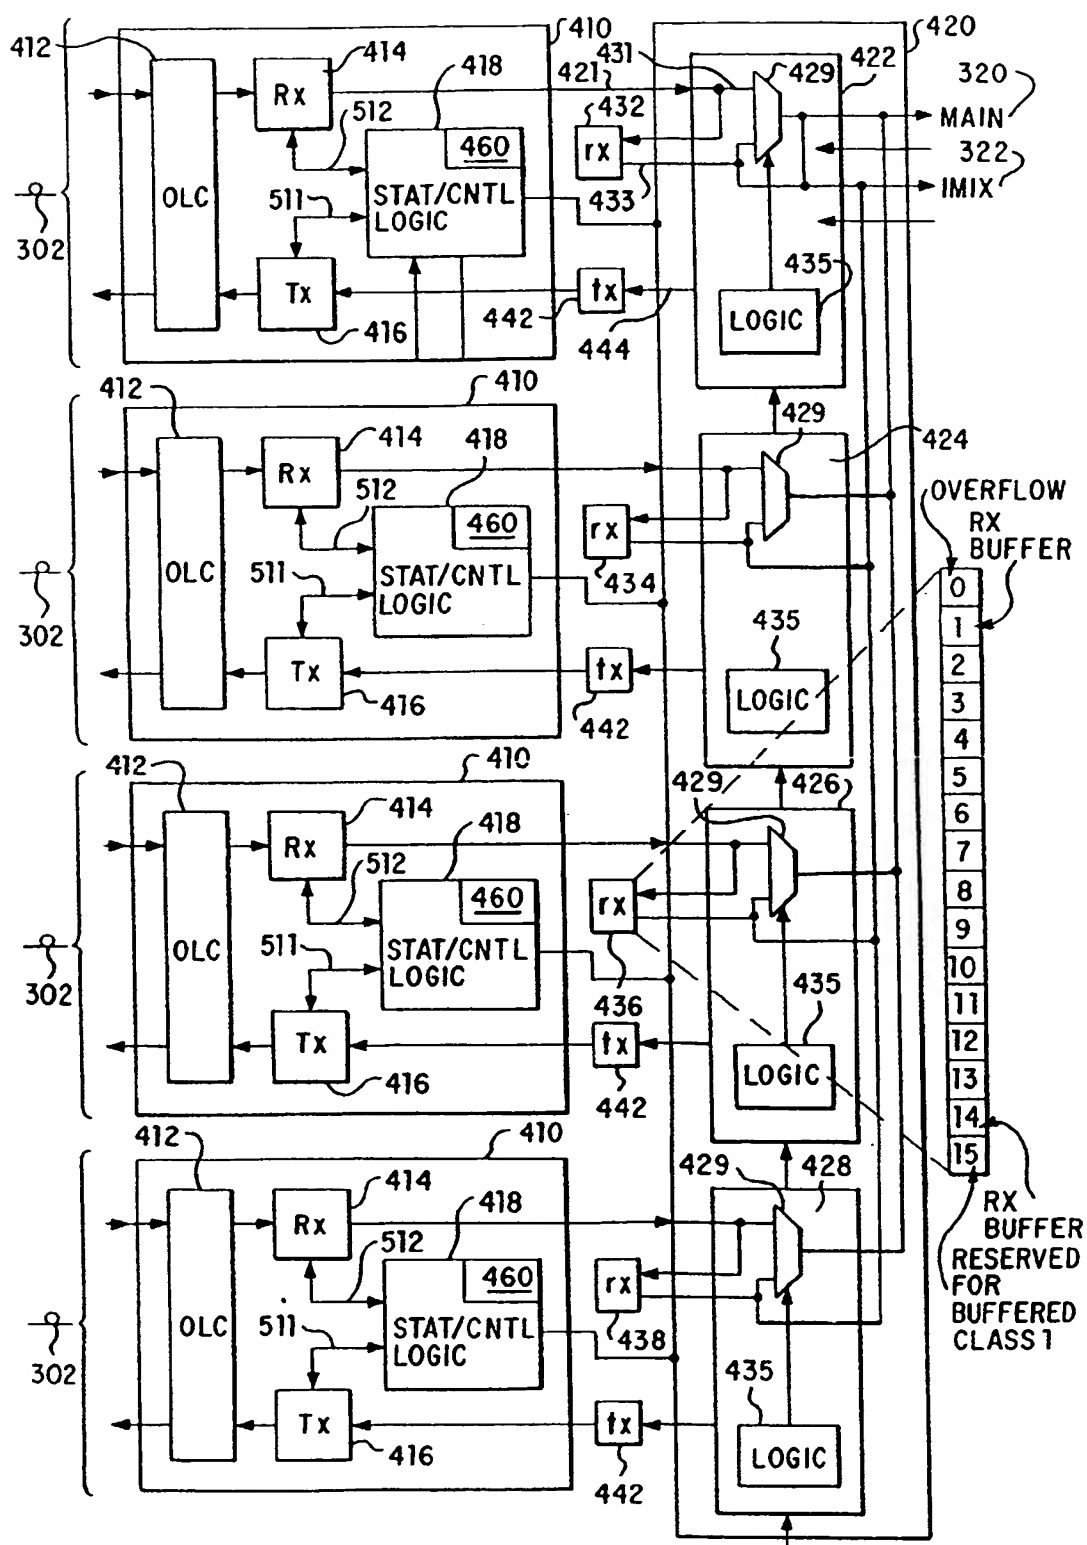 412
410
420
414
418
431
429
422
320
421
432
Rx
512
460
rx
MAIN
322
OLC
STAT/CNTL
LOGIC
IMIX
302
511
433
435
Tx
tx
LOGIC
442
416
444
412
410
429
414
418
424
OVERFLOW
RX
BUFFER
Rx
512
460
rx
434
OLC
STAT/CNTL
LOGIC
511
302
435
Tx
tx
LOGIC
416
442
0
1
2
3
4
5
6
7
8
9
10
11
12
13
14
15
412
410
429
426
414
418
Rx
512
460
rx
436
OLC
STAT/CNTL
LOGIC
511
302
435
Tx
tx
LOGIC
416
442
412
410
429
428
414
418
RX
BUFFER
RESERVED
FOR
BUFFERED
CLASS 1
Rx
512
460
rx
438
OLC
STAT/CNTL
LOGIC
511
302
435
Tx
tx
LOGIC
416
442